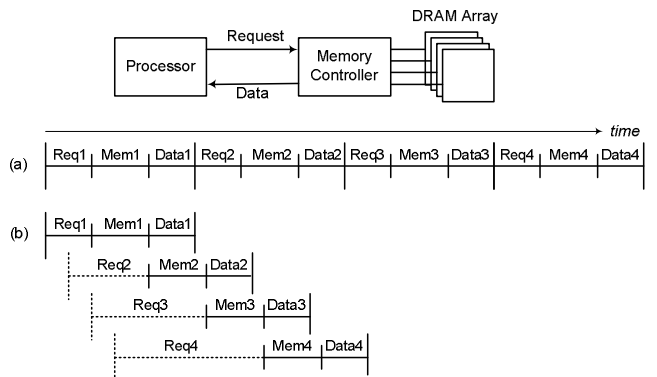 DRAM Array
Request
Processor
Memory
Controller
Data
time
(a) Req1 Mem1 Data1 Req2 Mem2 Data2 Req3 Mem3 Data3 Req4 Mem4 Data4
(b) Req1 Mem1 Data1
Req2 Mem2 Data2
Req3 Mem3 Data3
Req4 Mem4 Data4